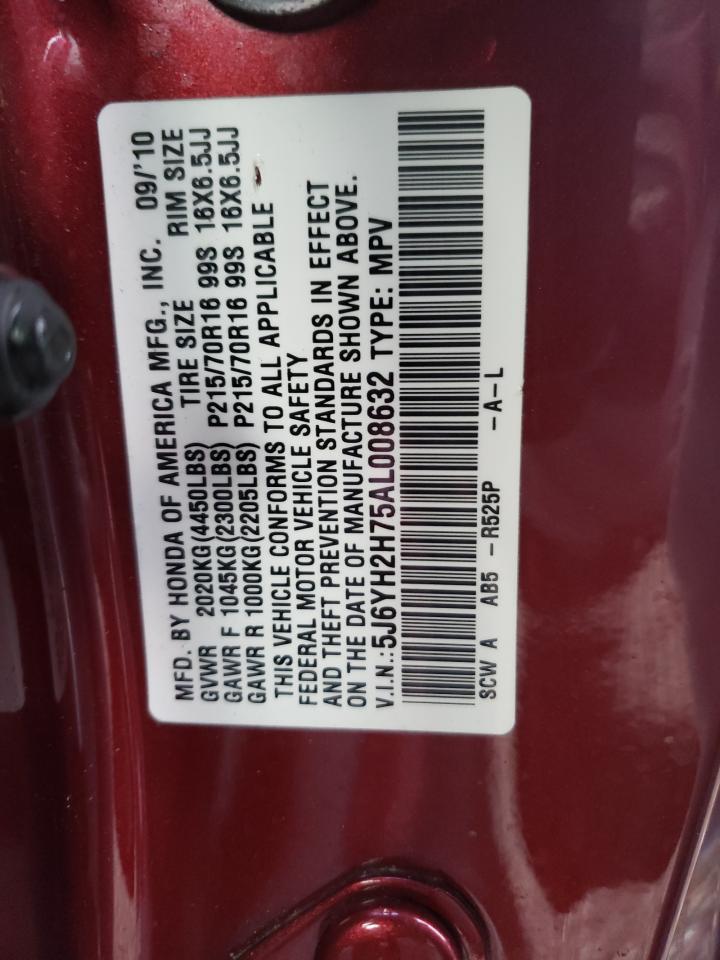 MFD. BY HONDA OF AMERICA MFG., INC. 09/'10
GVWR 2020KG(4450LBS) TIRE SIZE RIM SIZE
GAWR F 1045KG(2300LBS) P215/70R16 99S 16X6.5JJ
GAWR R 1000KG(2205LBS) P215/70R16 99S 16X6.5JJ
THIS VEHICLE CONFORMS TO ALL APPLICABLE
FEDERAL MOTOR VEHICLE SAFETY
AND THEFT PREVENTION STANDARDS IN EFFECT
ON THE DATE OF MANUFACTURE SHOWN ABOVE.
V.I.N.:5J6YH2H75AL008632 TYPE: MPV
SCW A AB5 -R525P -A-L